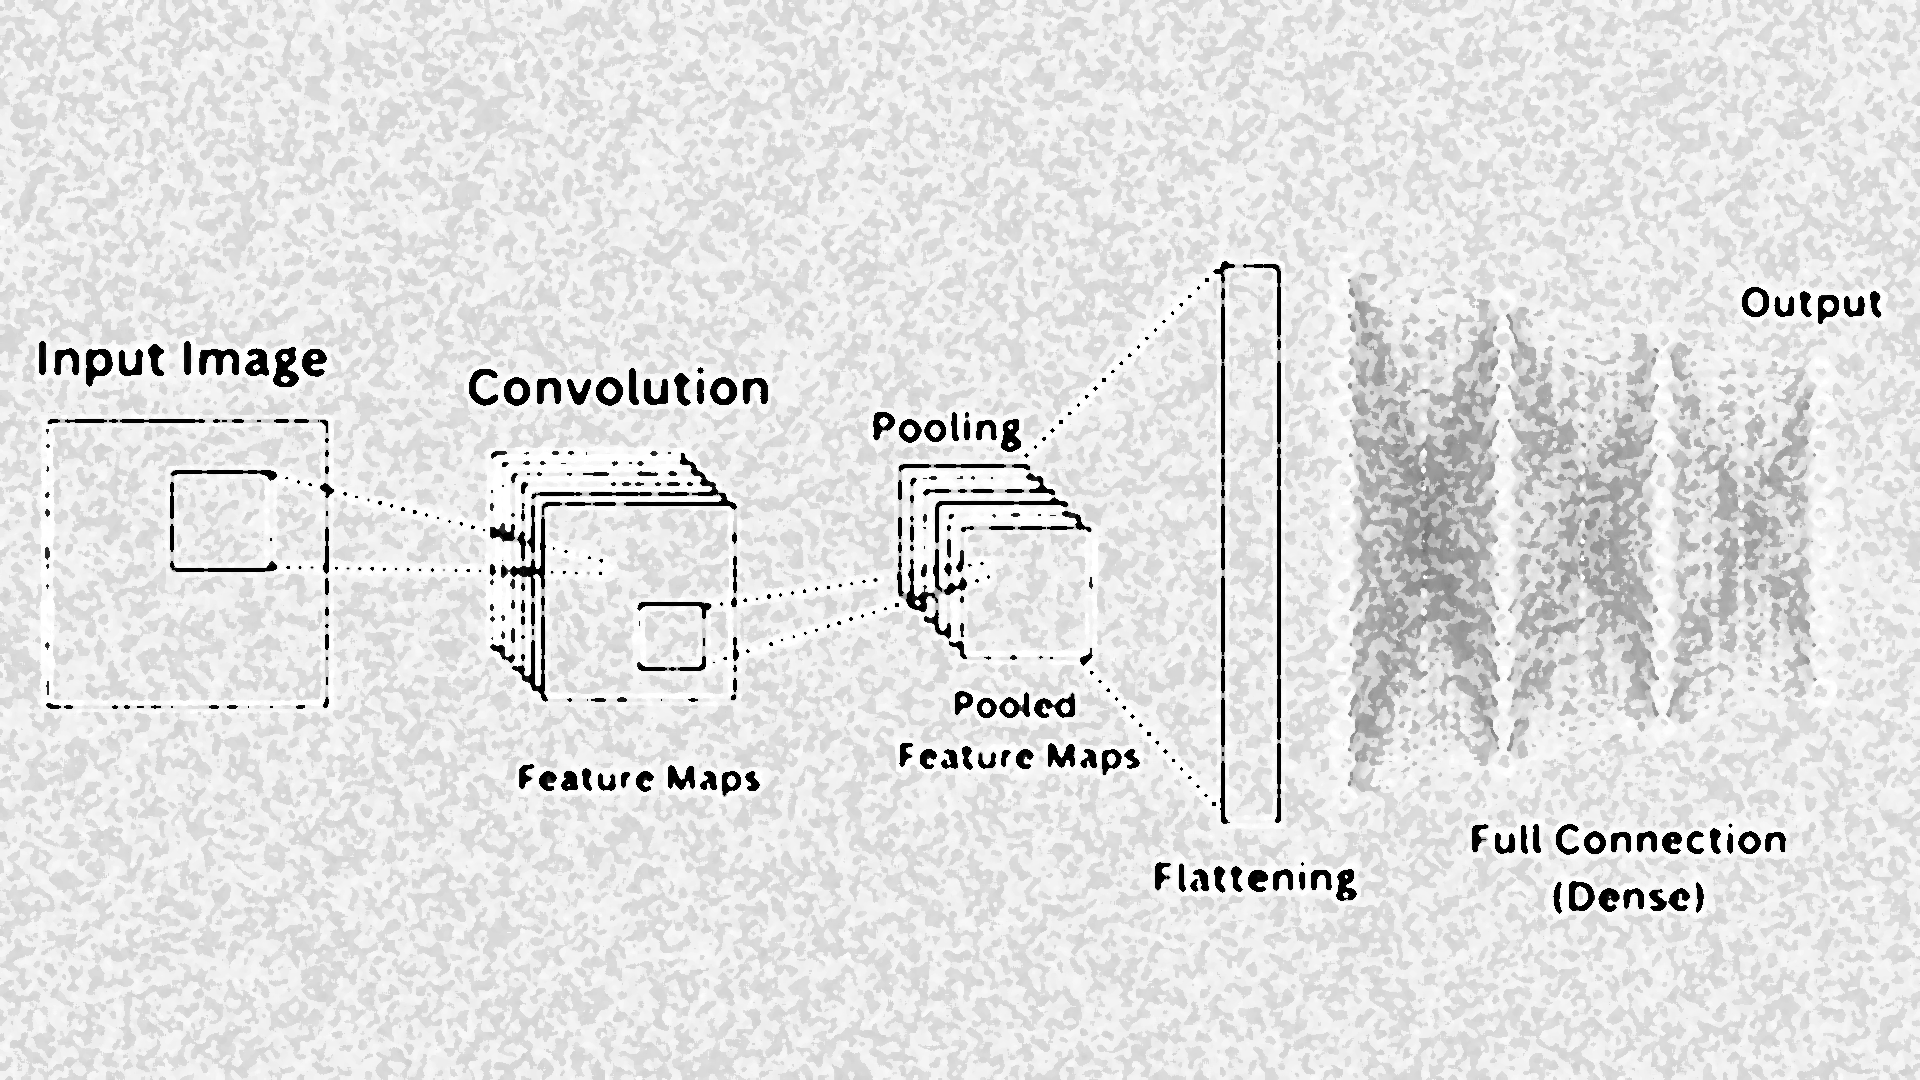 Input Image
Convolution
Feature Maps
Pooling
Pooled
Feature Maps
Flattening
Full Connection
(Dense)
Output